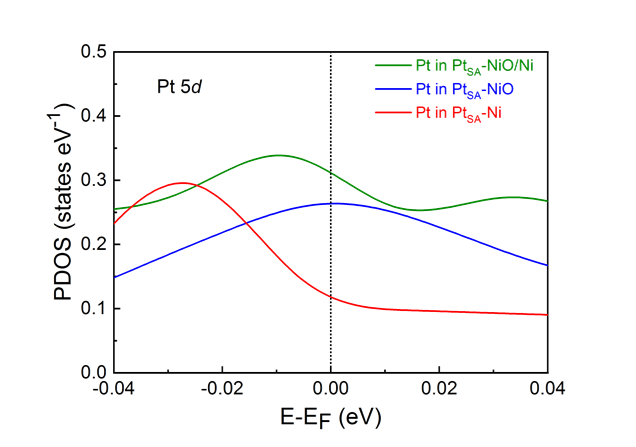 0.5
0.4
0.3
0.2
0.1
0.0
PDOS (states eV⁻¹)
Pt 5d
Pt in Pt_SA-NiO/Ni
Pt in Pt_SA-NiO
Pt in Pt_SA-Ni
-0.04 -0.02 0.00 0.02 0.04
E-E_F (eV)